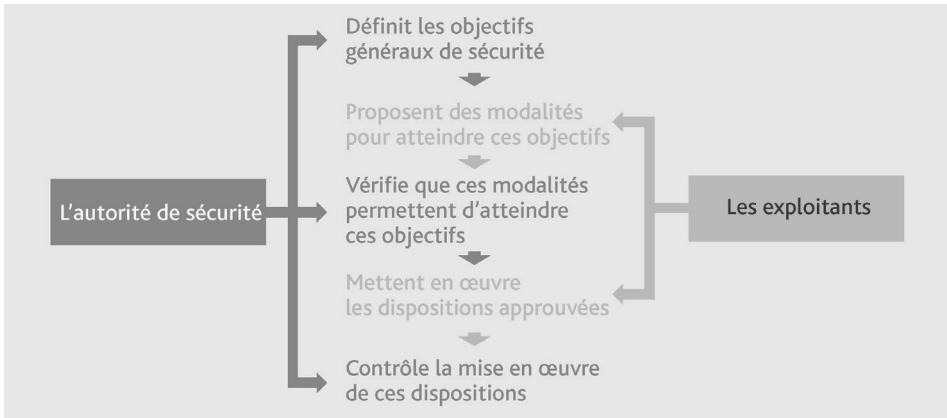 Définit les objectifs
généraux de sécurité
Proposent des modalités
pour atteindre ces objectifs
Vérifie que ces modalités
permettent d'atteindre
ces objectifs
L'autorité de sécurité
Les exploitants
Mettent en œuvre
les dispositions approuvées
Contrôle la mise en œuvre
de ces dispositions